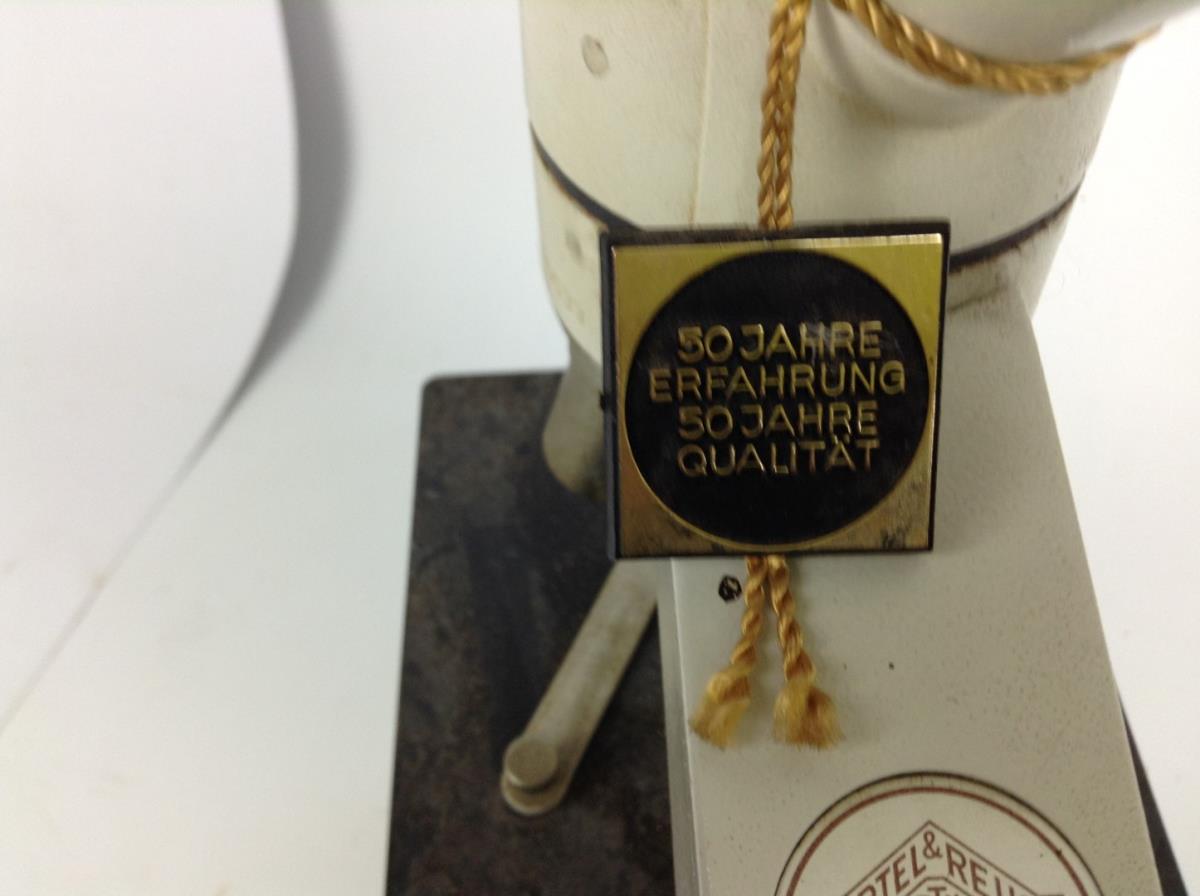 50 JAHRE
ERFAHRUNG
50 JAHRE
QUALITÄT
&